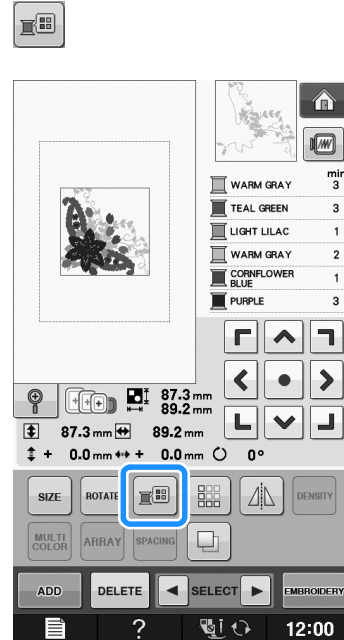 min
WARM GRAY 3
TEAL GREEN 3
LIGHT LILAC 1
WARM GRAY 2
CORNFLOWER
BLUE 1
PURPLE 3
87.3 mm
89.2 mm
87.3 mm 89.2 mm
+ 0.0 mm + 0.0 mm 0°
SIZE ROTATE DENSITY
MULTI
COLOR ARRAY SPACING
ADD DELETE SELECT EMBROIDERY
? 12:00